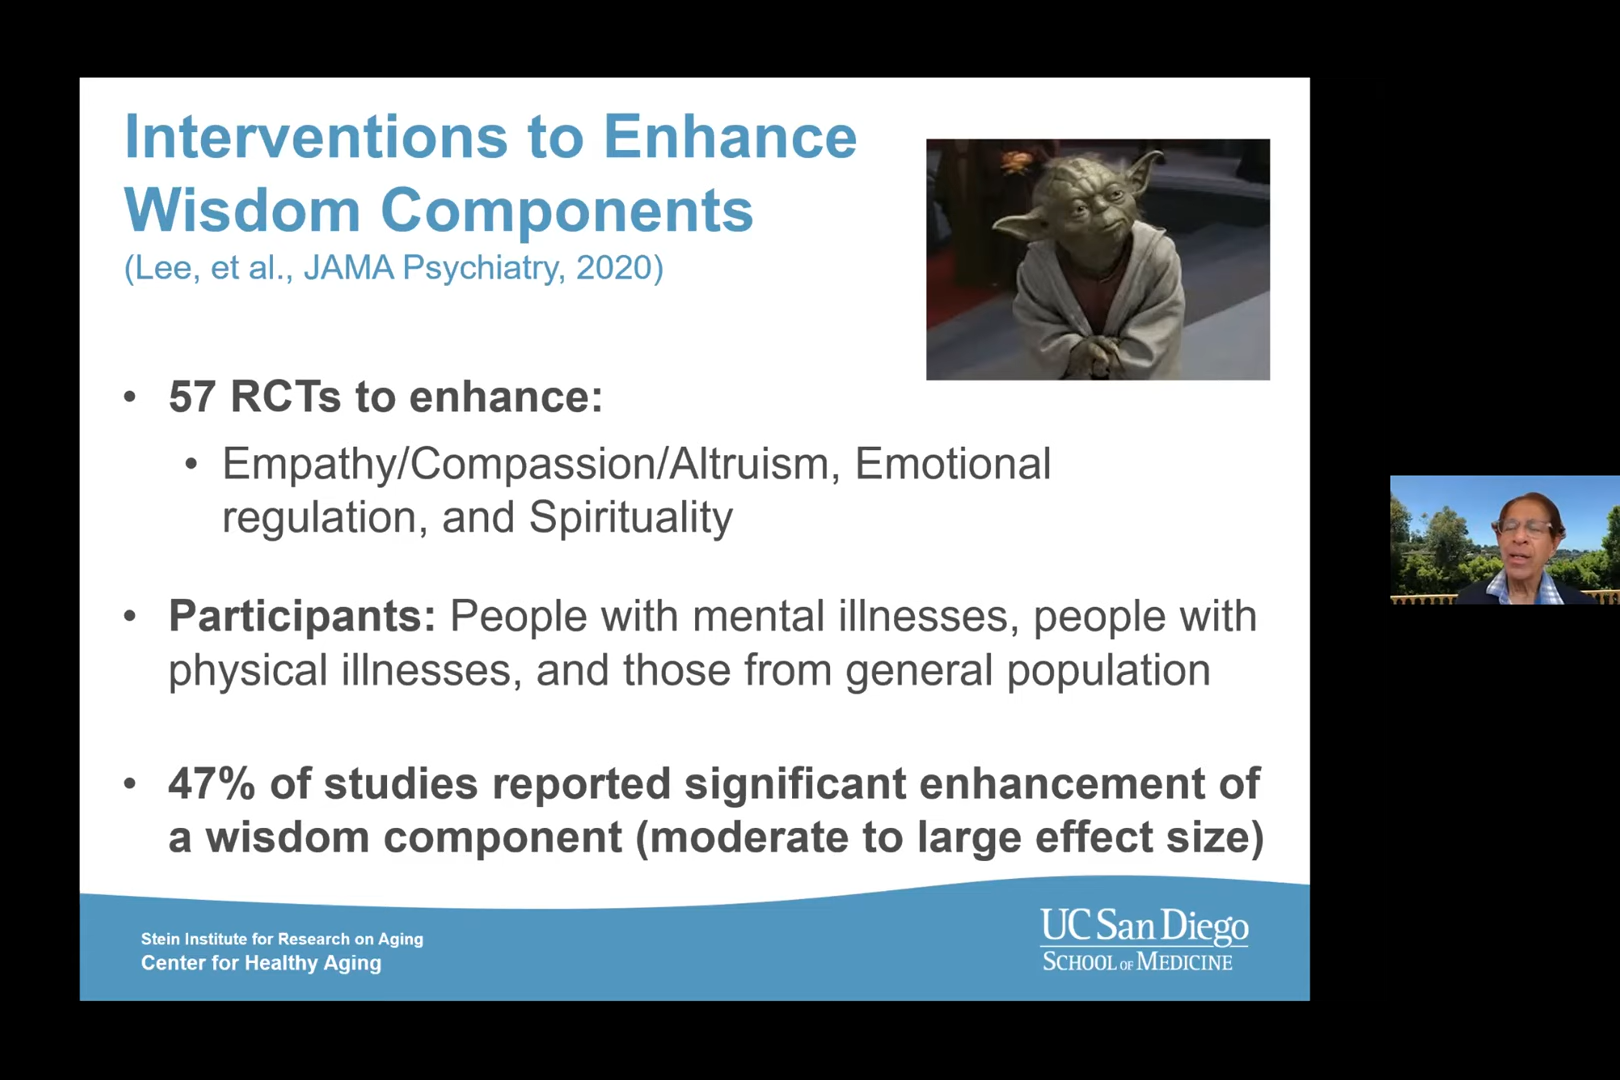 Interventions to Enhance
Wisdom Components
(Lee, et al., JAMA Psychiatry, 2020)
• 57 RCTs to enhance:
• Empathy/Compassion/Altruism, Emotional
regulation, and Spirituality
• Participants: People with mental illnesses, people with
physical illnesses, and those from general population
• 47% of studies reported significant enhancement of
a wisdom component (moderate to large effect size)
Stein Institute for Research on Aging
Center for Healthy Aging
UC San Diego
SCHOOL OF MEDICINE